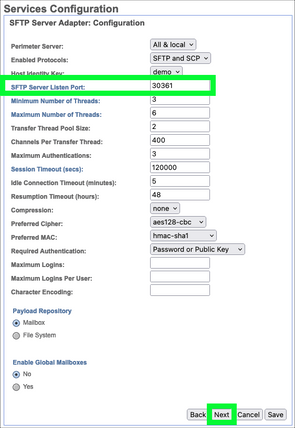 Services Configuration
SFTP Server Adapter: Configuration
Perimeter Server: All & local
Enabled Protocols: SFTP and SCP
Host Identity Key: demo
SFTP Server Listen Port: 30361
Minimum Number of Threads: 3
Maximum Number of Threads: 6
Transfer Thread Pool Size: 2
Channels Per Transfer Thread: 400
Maximum Authentications: 3
Session Timeout (secs): 120000
Idle Connection Timeout (minutes): 5
Resumption Timeout (hours): 48
Compression: none
Preferred Cipher: aes128-cbc
Preferred MAC: hmac-sha1
Required Authentication: Password or Public Key
Maximum Logins:
Maximum Logins Per User:
Character Encoding:
Payload Repository
Mailbox
File System
Enable Global Mailboxes
No
Yes
Back Next Cancel Save